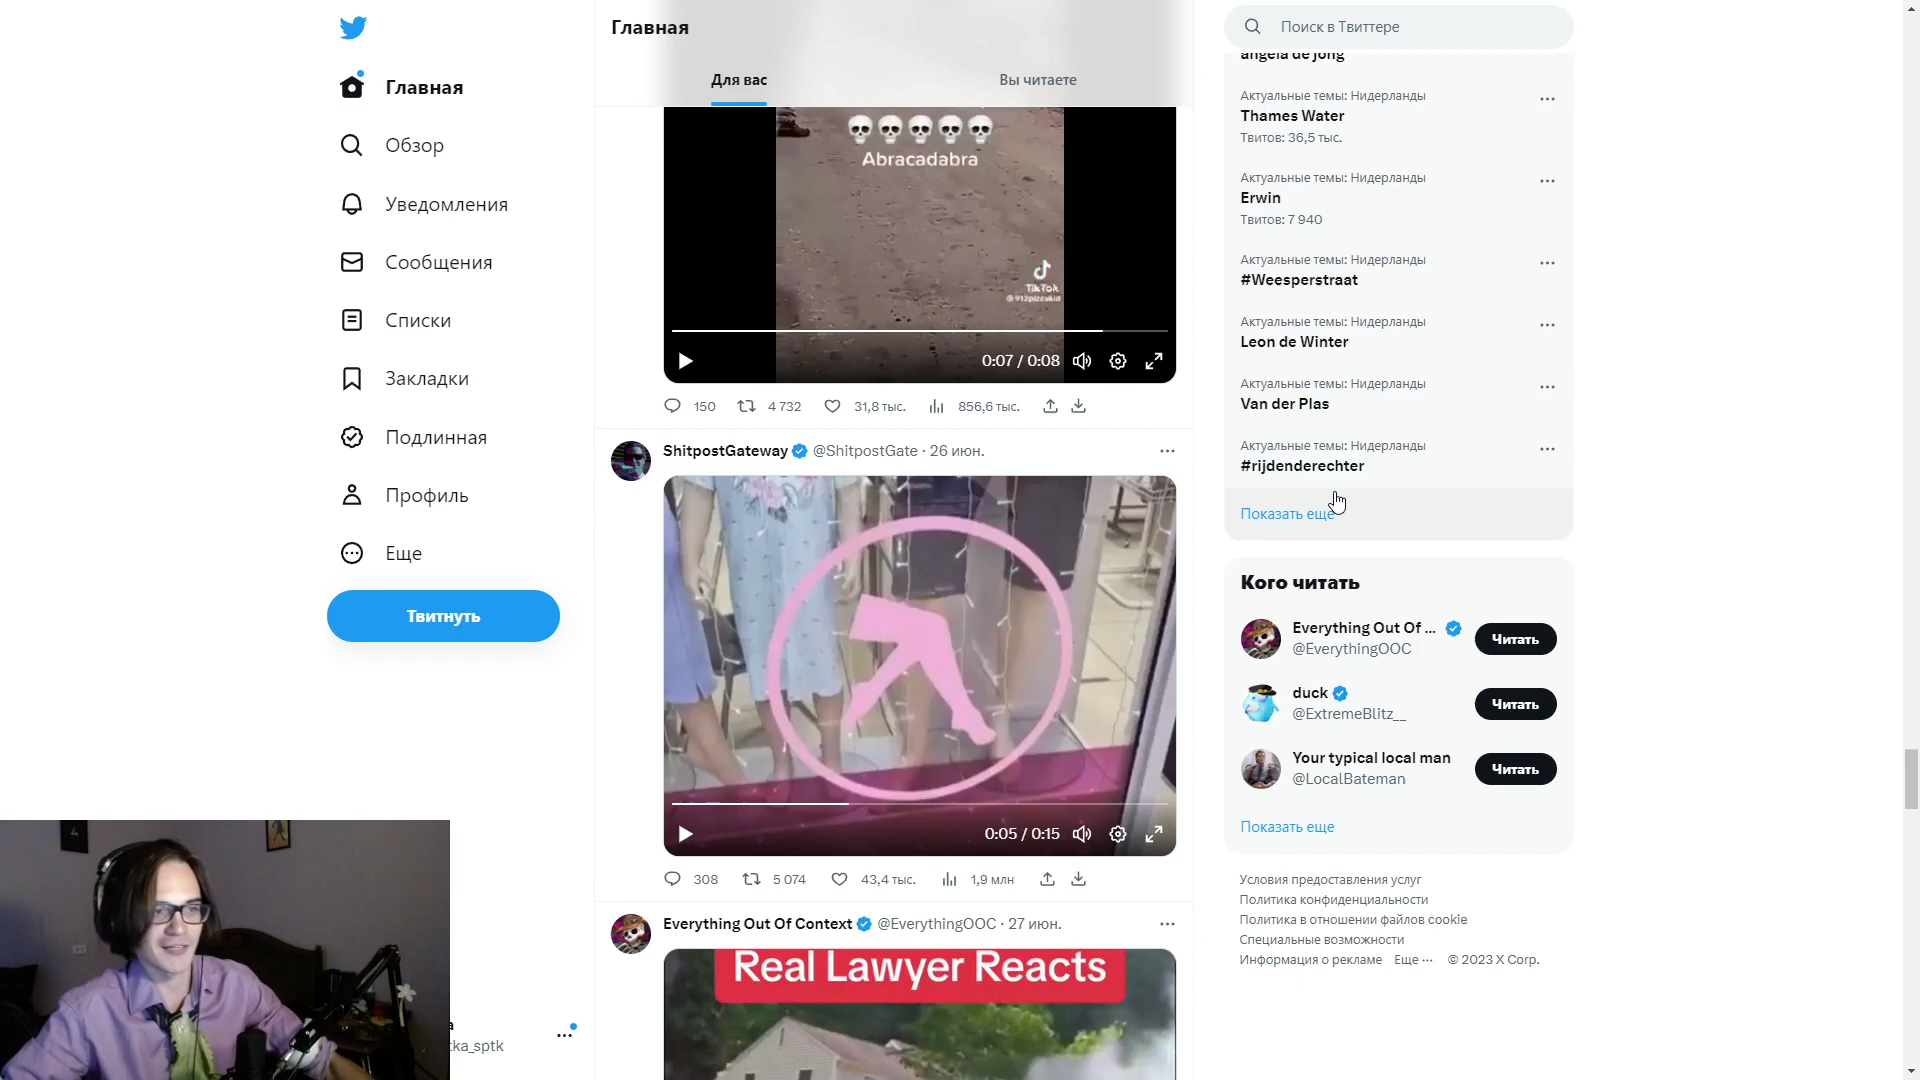 Главная
Обзор
Уведомления
Сообщения
Списки
Закладки
Подлинная
Профиль
Еще
Твитнуть
ka_sptk
Главная
Для вас
Вы читаете
Abracadabra
TikTok
@912pizzakid
0:07 / 0:08
150
4 732
31,8 тыс.
856,6 тыс.
ShitpostGateway @ShitpostGate · 26 июн.
0:05 / 0:15
308
5 074
43,4 тыс.
1,9 млн
Everything Out Of Context @EverythingOOC · 27 июн.
Real Lawyer Reacts
Поиск в Твиттере
angela de jong
Актуальные темы: Нидерланды
Thames Water
Твитов: 36,5 тыс.
Актуальные темы: Нидерланды
Erwin
Твитов: 7 940
Актуальные темы: Нидерланды
#Weesperstraat
Актуальные темы: Нидерланды
Leon de Winter
Актуальные темы: Нидерланды
Van der Plas
Актуальные темы: Нидерланды
#rijdenderechter
Показать еще
Кого читать
Everything Out Of ...
@EverythingOOC
Читать
duck
@ExtremeBlitz__
Читать
Your typical local man
@LocalBateman
Читать
Показать еще
Условия предоставления услуг
Политика конфиденциальности
Политика в отношении файлов cookie
Специальные возможности
Информация о рекламе Еще ··· © 2023 X Corp.